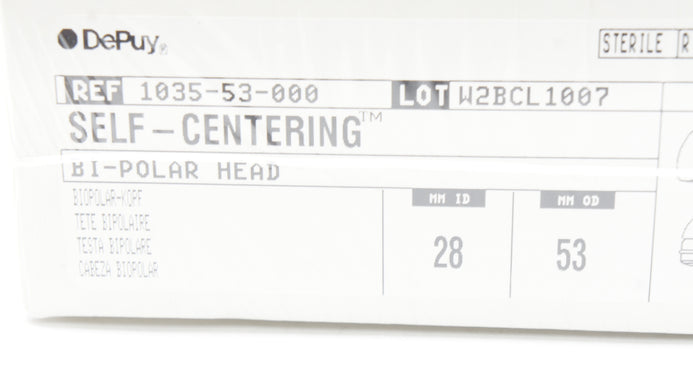 DePuy®
STERILE R
REF 1035-53-000 LOT W2BCL1007
SELF-CENTERING™
BI-POLAR HEAD
BIOPOLAR-KOPF
TETE BIPOLAIRE
TESTA BIPOLARE
CABEZA BIOPOLAR
MM ID
28
MM OD
53